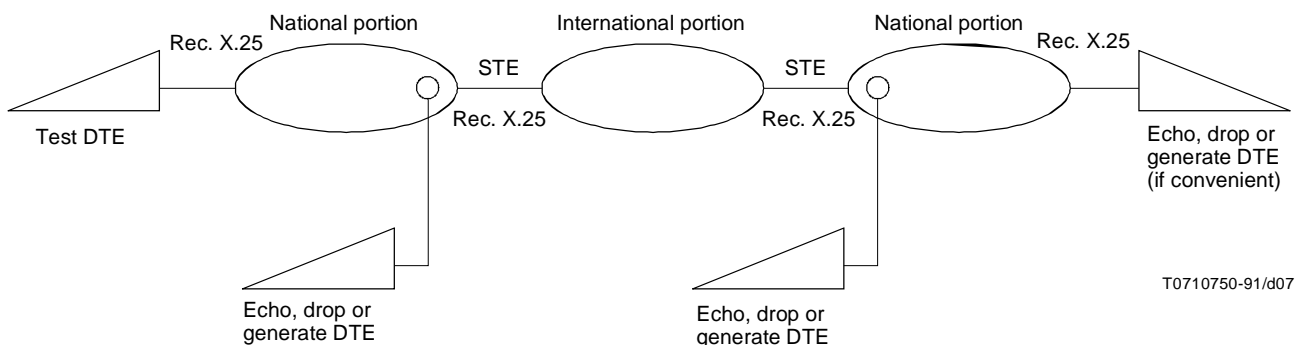 National portion
International portion
National portion
Rec. X.25
STE
STE
Rec. X.25
Rec. X.25
Rec. X.25
Test DTE
Echo, drop or
generate DTE
(if convenient)
T0710750-91/d07
Echo, drop or
generate DTE
Echo, drop or
generate DTE